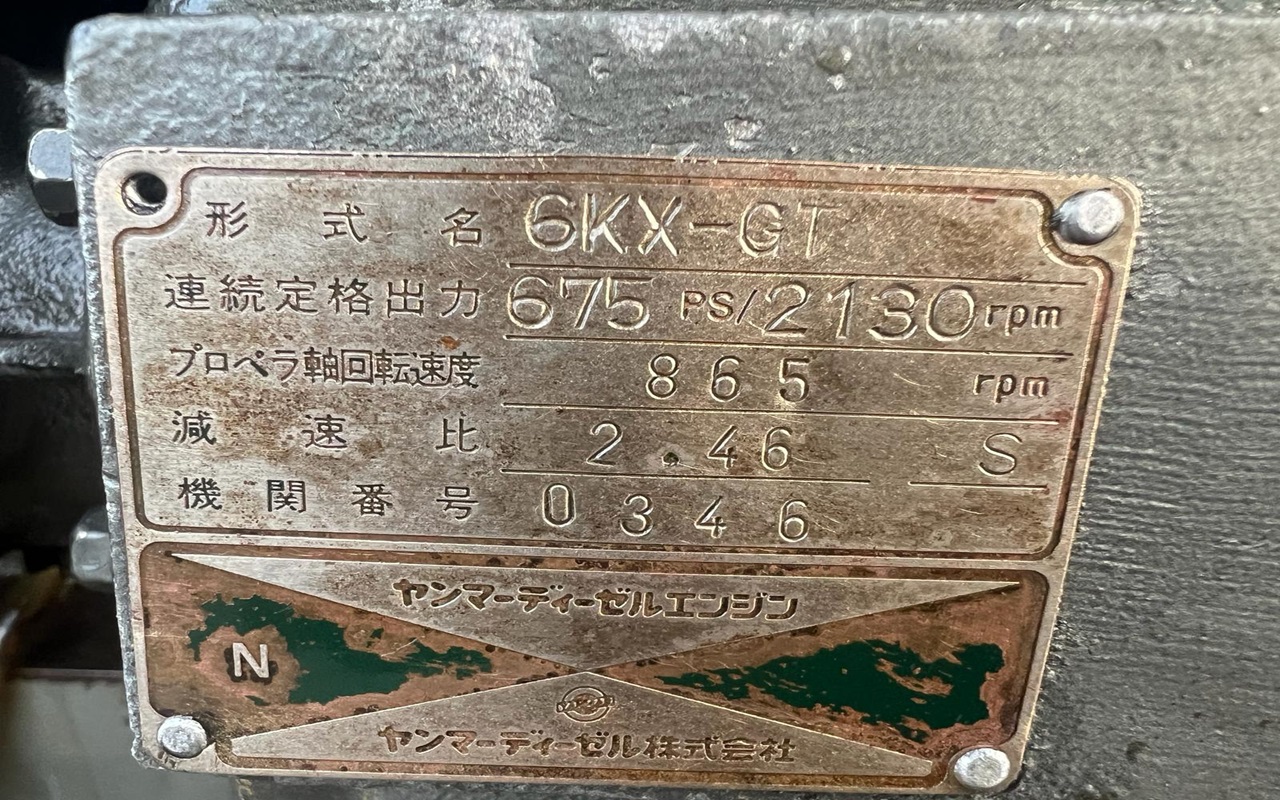 形式名 6KX-GT
連続定格出力 675 PS/2130rpm
プロペラ軸回転速度 865 rpm
減速比 2.46 S
機関番号 0346
ヤンマーディーゼルエンジン
N
ヤンマーディーゼル株式会社